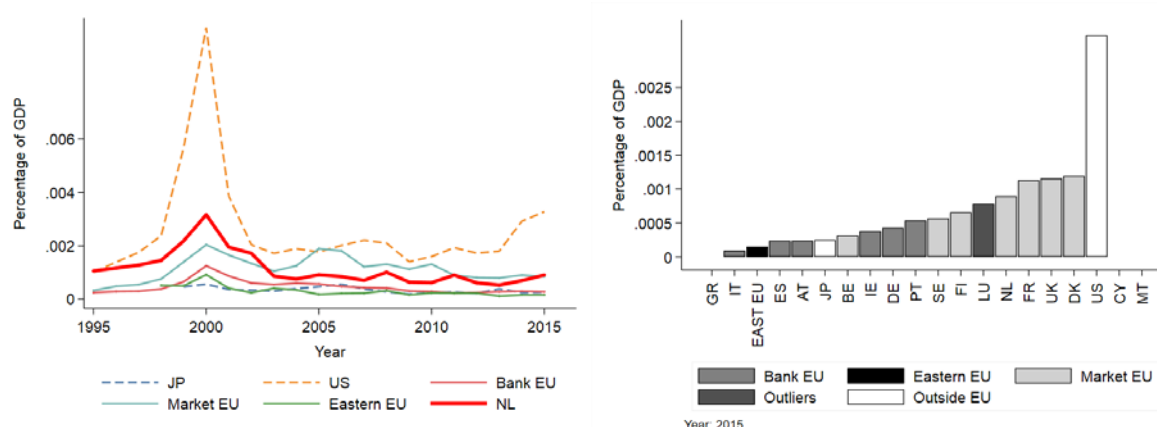 Percentage of GDP
.006
.004
.002
0
1995 2000 2005 2010 2015
Year
JP US Bank EU
Market EU Eastern EU NL
Percentage of GDP
.0025
.002
.0015
.001
.0005
0
GR IT EAST EU ES AT JP BE IE DE PT SE FI LU NL FR UK DK US CY MT
Bank EU Eastern EU Market EU
Outliers Outside EU
Year: 2015